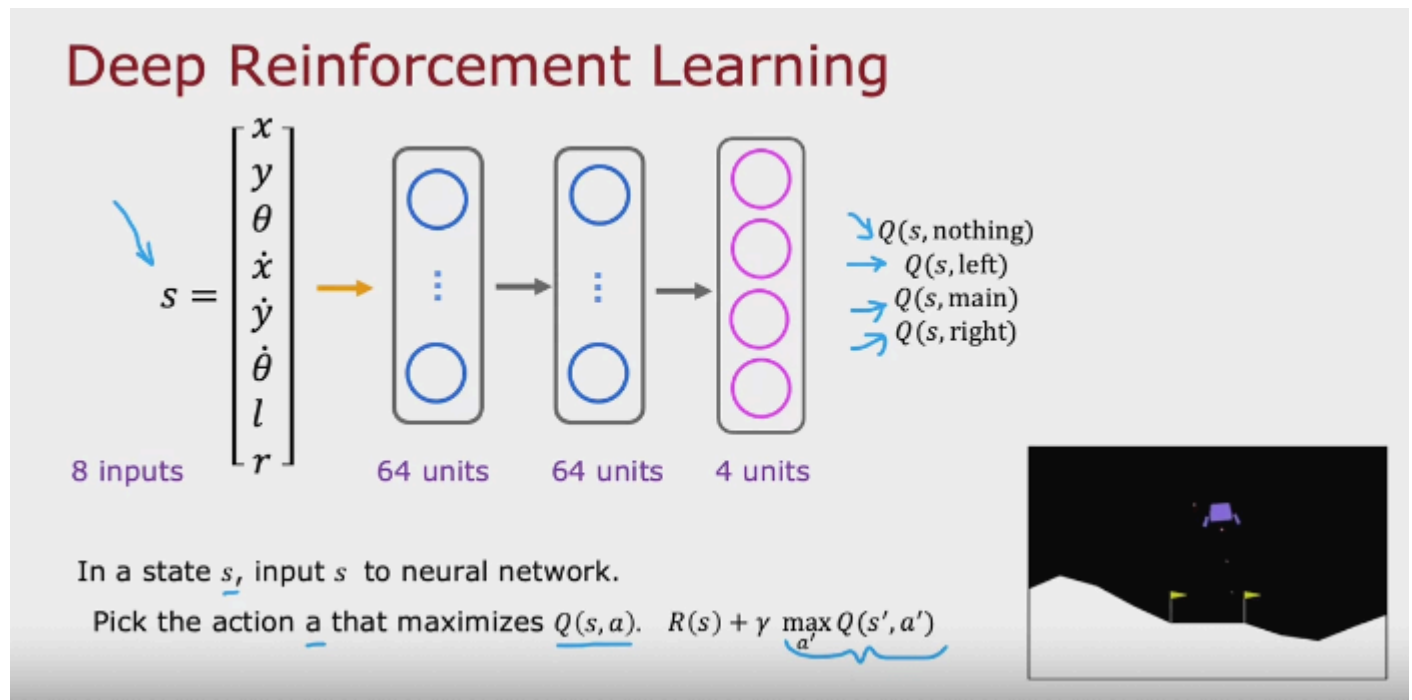 Deep Reinforcement Learning
s =
x
y
θ
ẋ
ẏ
θ̇
l
r
Q(s, nothing)
Q(s, left)
Q(s, main)
Q(s, right)
8 inputs
64 units
64 units
4 units
In a state s, input s to neural network.
Pick the action a that maximizes Q(s, a). R(s) + γ max Q(s′, a′)
a′